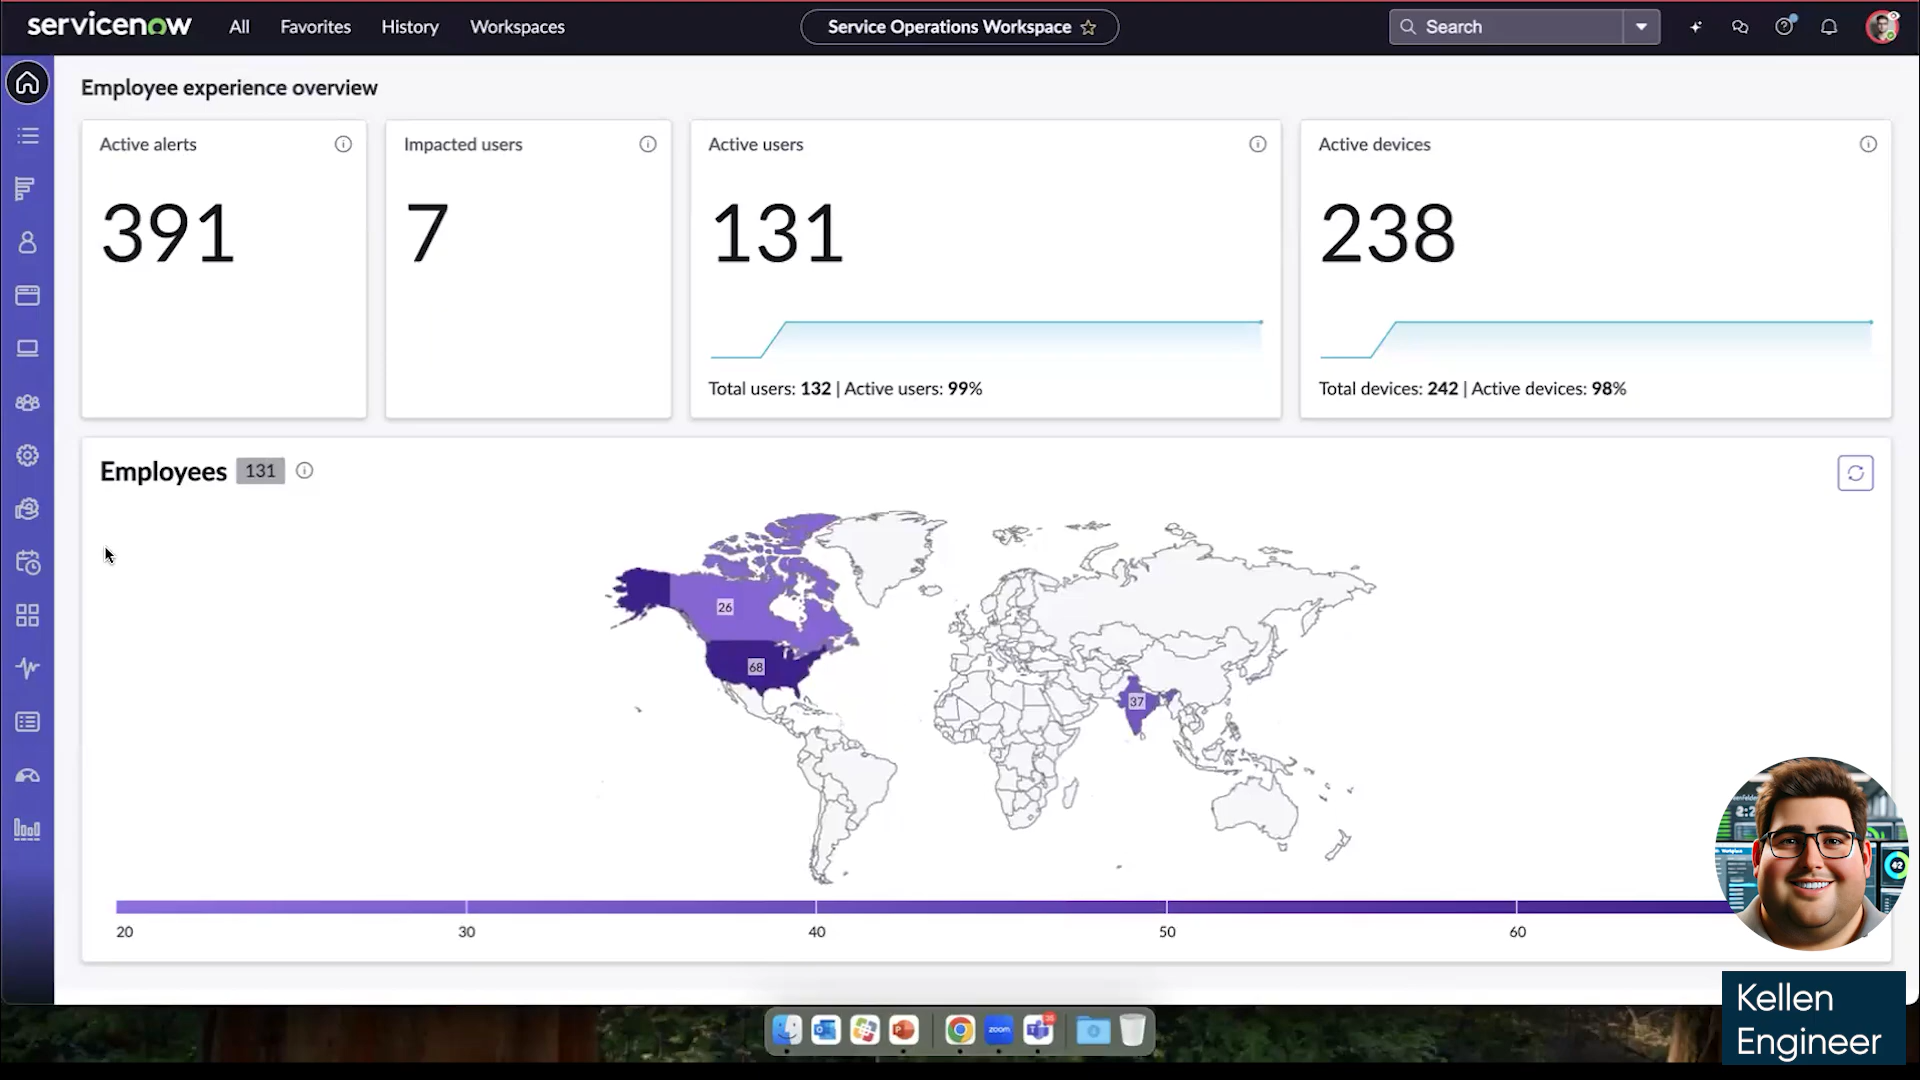 servicenow All Favorites History Workspaces Service Operations Workspace Search
Employee experience overview
Active alerts
391
Impacted users
7
Active users
131
Total users: 132 | Active users: 99%
Active devices
238
Total devices: 242 | Active devices: 98%
Employees 131
26
68
37
20 30 40 50 60
zoom
Kellen
Engineer